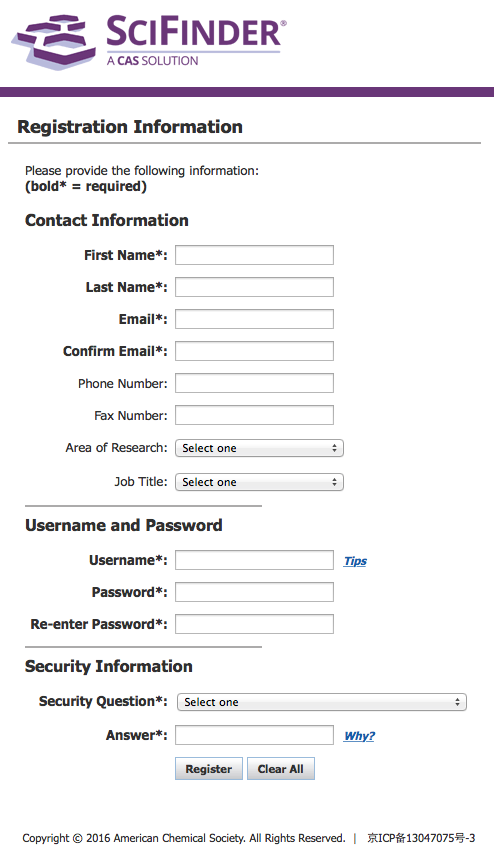 SCIFINDER®
A CAS SOLUTION
Registration Information
Please provide the following information:
(bold* = required)
Contact Information
First Name*:
Last Name*:
Email*:
Confirm Email*:
Phone Number:
Fax Number:
Area of Research: Select one
Job Title: Select one
Username and Password
Username*: Tips
Password*:
Re-enter Password*:
Security Information
Security Question*: Select one
Answer*: Why?
Register Clear All
Copyright © 2016 American Chemical Society. All Rights Reserved. | 京ICP备13047075号-3